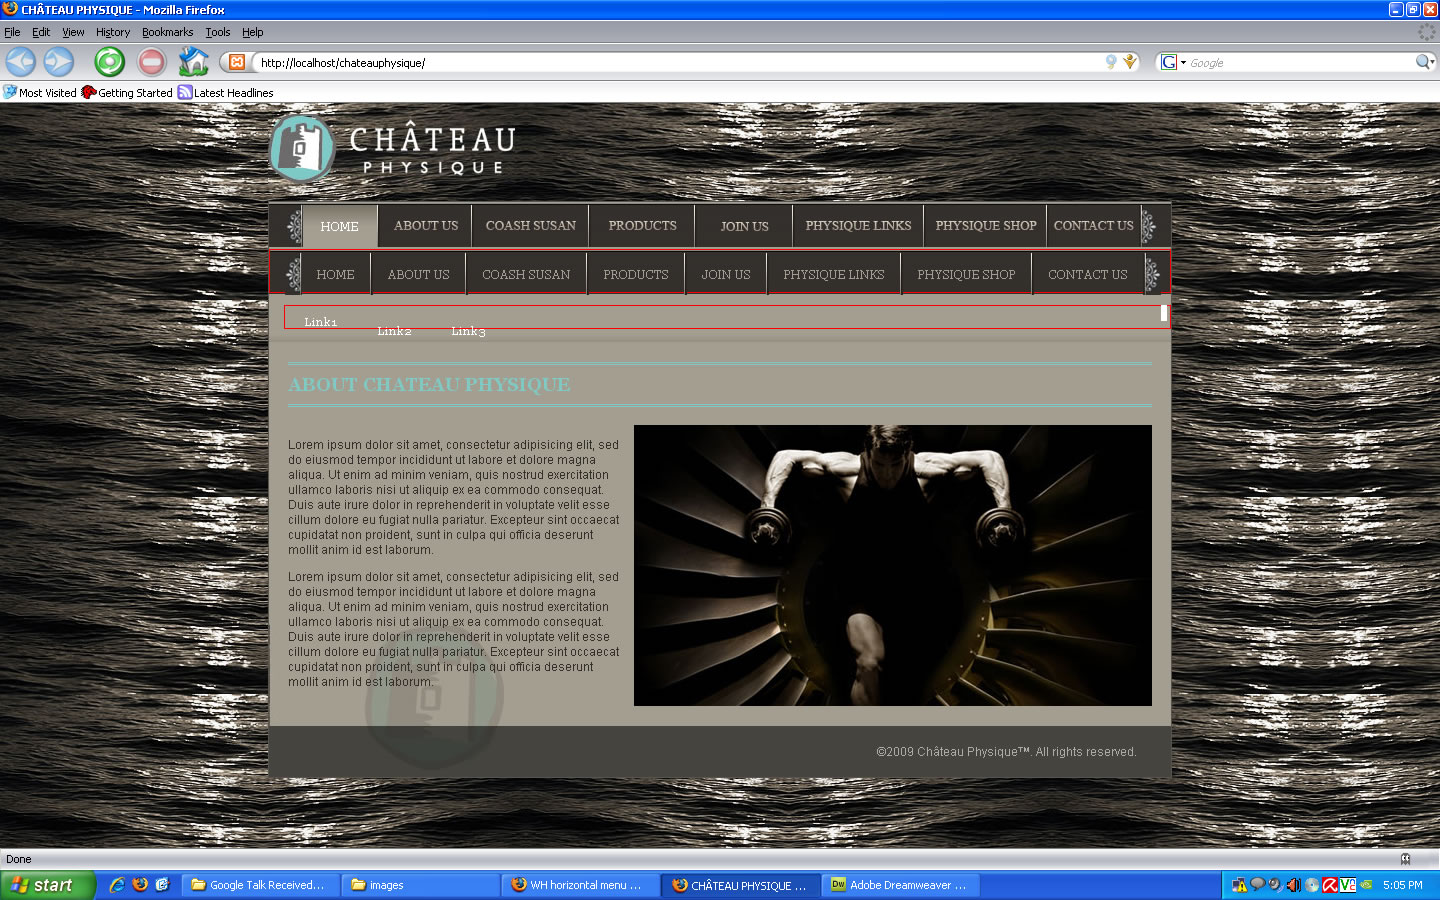 CHÂTEAU PHYSIQUE - Mozilla Firefox
File Edit View History Bookmarks Tools Help
http://localhost/chateauphysique/
G Google
Most Visited Getting Started Latest Headlines
CHÂTEAU
PHYSIQUE
HOME ABOUT US COASH SUSAN PRODUCTS JOIN US PHYSIQUE LINKS PHYSIQUE SHOP CONTACT US
HOME ABOUT US COASH SUSAN PRODUCTS JOIN US PHYSIQUE LINKS PHYSIQUE SHOP CONTACT US
Link1 Link2 Link3
ABOUT CHATEAU PHYSIQUE
Lorem ipsum dolor sit amet, consectetur adipisicing elit, sed
do eiusmod tempor incididunt ut labore et dolore magna
aliqua. Ut enim ad minim veniam, quis nostrud exercitation
ullamco laboris nisi ut aliquip ex ea commodo consequat.
Duis aute irure dolor in reprehenderit in voluptate velit esse
cillum dolore eu fugiat nulla pariatur. Excepteur sint occaecat
cupidatat non proident, sunt in culpa qui officia deserunt
mollit anim id est laborum.
Lorem ipsum dolor sit amet, consectetur adipisicing elit, sed
do eiusmod tempor incididunt ut labore et dolore magna
aliqua. Ut enim ad minim veniam, quis nostrud exercitation
ullamco laboris nisi ut aliquip ex ea commodo consequat.
Duis aute irure dolor in reprehenderit in voluptate velit esse
cillum dolore eu fugiat nulla pariatur. Excepteur sint occaecat
cupidatat non proident, sunt in culpa qui officia deserunt
mollit anim id est laborum.
©2009 Château Physique™. All rights reserved.
Done
start Google Talk Received... images WH horizontal menu ... CHÂTEAU PHYSIQUE ... Dw Adobe Dreamweaver ... 5:05 PM